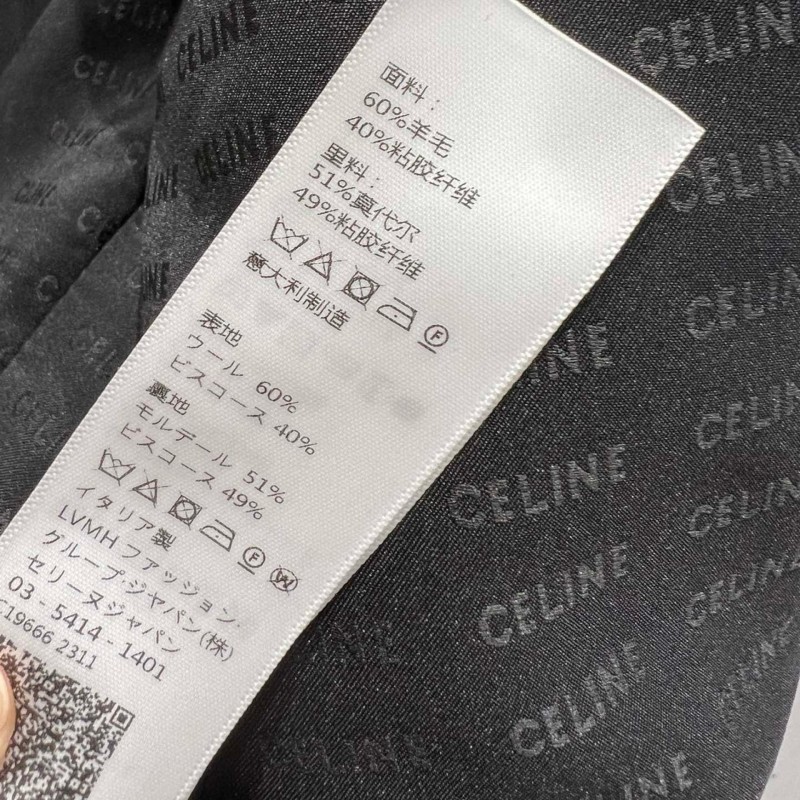 面料：
60%羊毛
40%粘胶纤维
里料：
51%莫代尔
49%粘胶纤维
意大利制造
表地
ウール 60%
ビスコース 40%
裏地
モルデール 51%
ビスコース 49%
イタリア製
LVMH ファッション・
グループ・ジャパン(株)
セリーヌジャパン
03 - 5414 - 1401
C19666 2311
CELINE
CELINE
CELINE
CELINE
CELINE
CELINE
CELINE
CELINE
CELINE
CELINE
CELINE